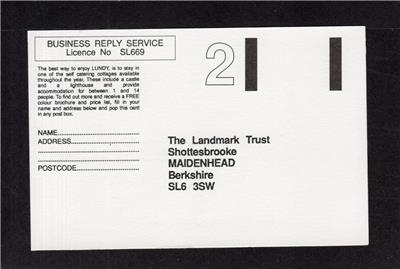 BUSINESS REPLY SERVICE
Licence No SL669
2
The best way to enjoy LUNDY, is to stay in
one of the self catering cottages available
throughout the year. These include a castle
and a lighthouse and provide
accommodation for between 1 and 14
people. To find out more and receive a FREE
colour brochure and price list, fill in your
name and address below and pop this card
in any post box.
NAME
ADDRESS
POSTCODE
The Landmark Trust
Shottesbrooke
MAIDENHEAD
Berkshire
SL6 3SW